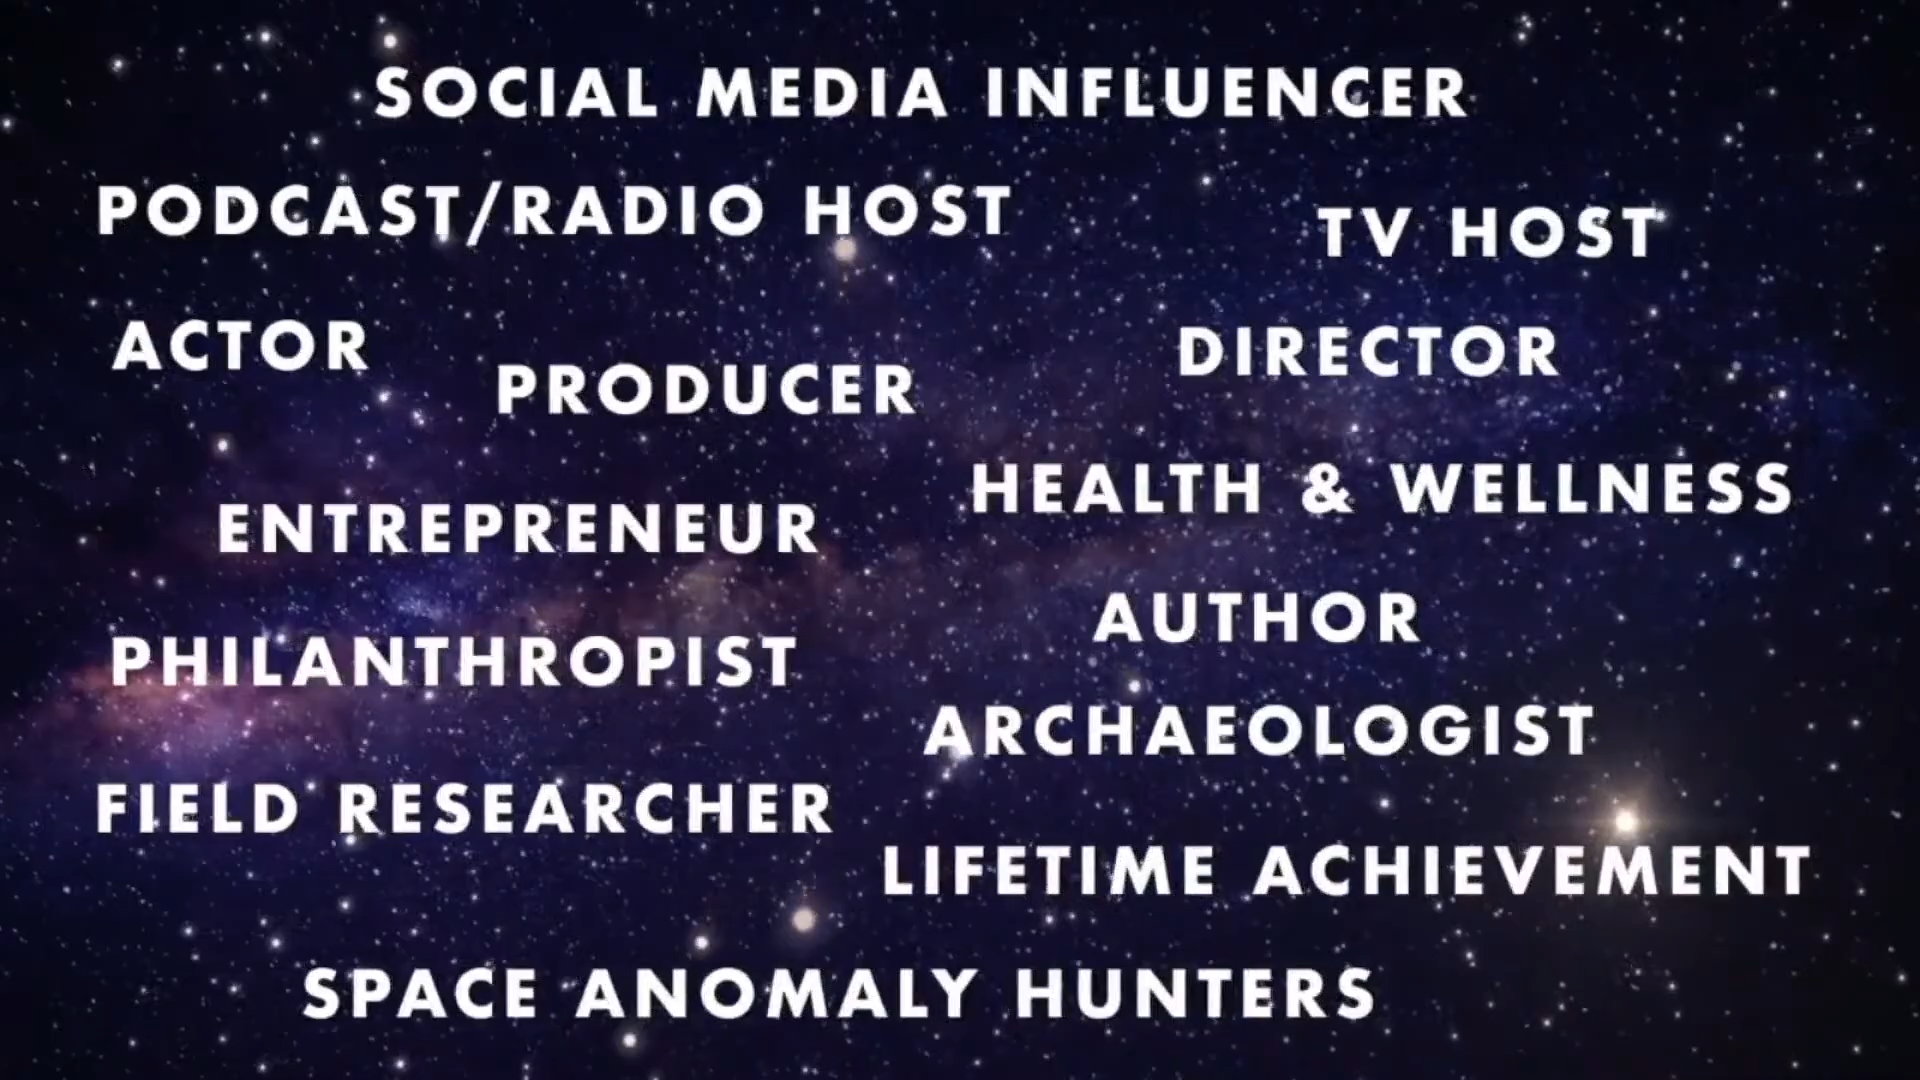 SOCIAL MEDIA INFLUENCER
PODCAST/RADIO HOST
TV HOST
ACTOR
DIRECTOR
PRODUCER
HEALTH & WELLNESS
ENTREPRENEUR
AUTHOR
PHILANTHROPIST
ARCHAEOLOGIST
FIELD RESEARCHER
LIFETIME ACHIEVEMENT
SPACE ANOMALY HUNTERS